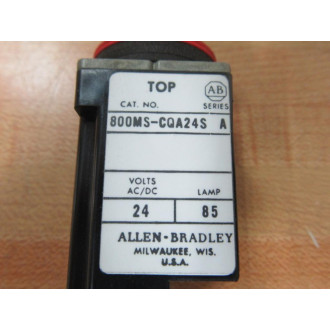 TOP
AB
CAT. NO. SERIES
800MS-CQA24S A
VOLTS
AC/DC LAMP
24 85
ALLEN-BRADLEY
MILWAUKEE, WIS.
U.S.A.